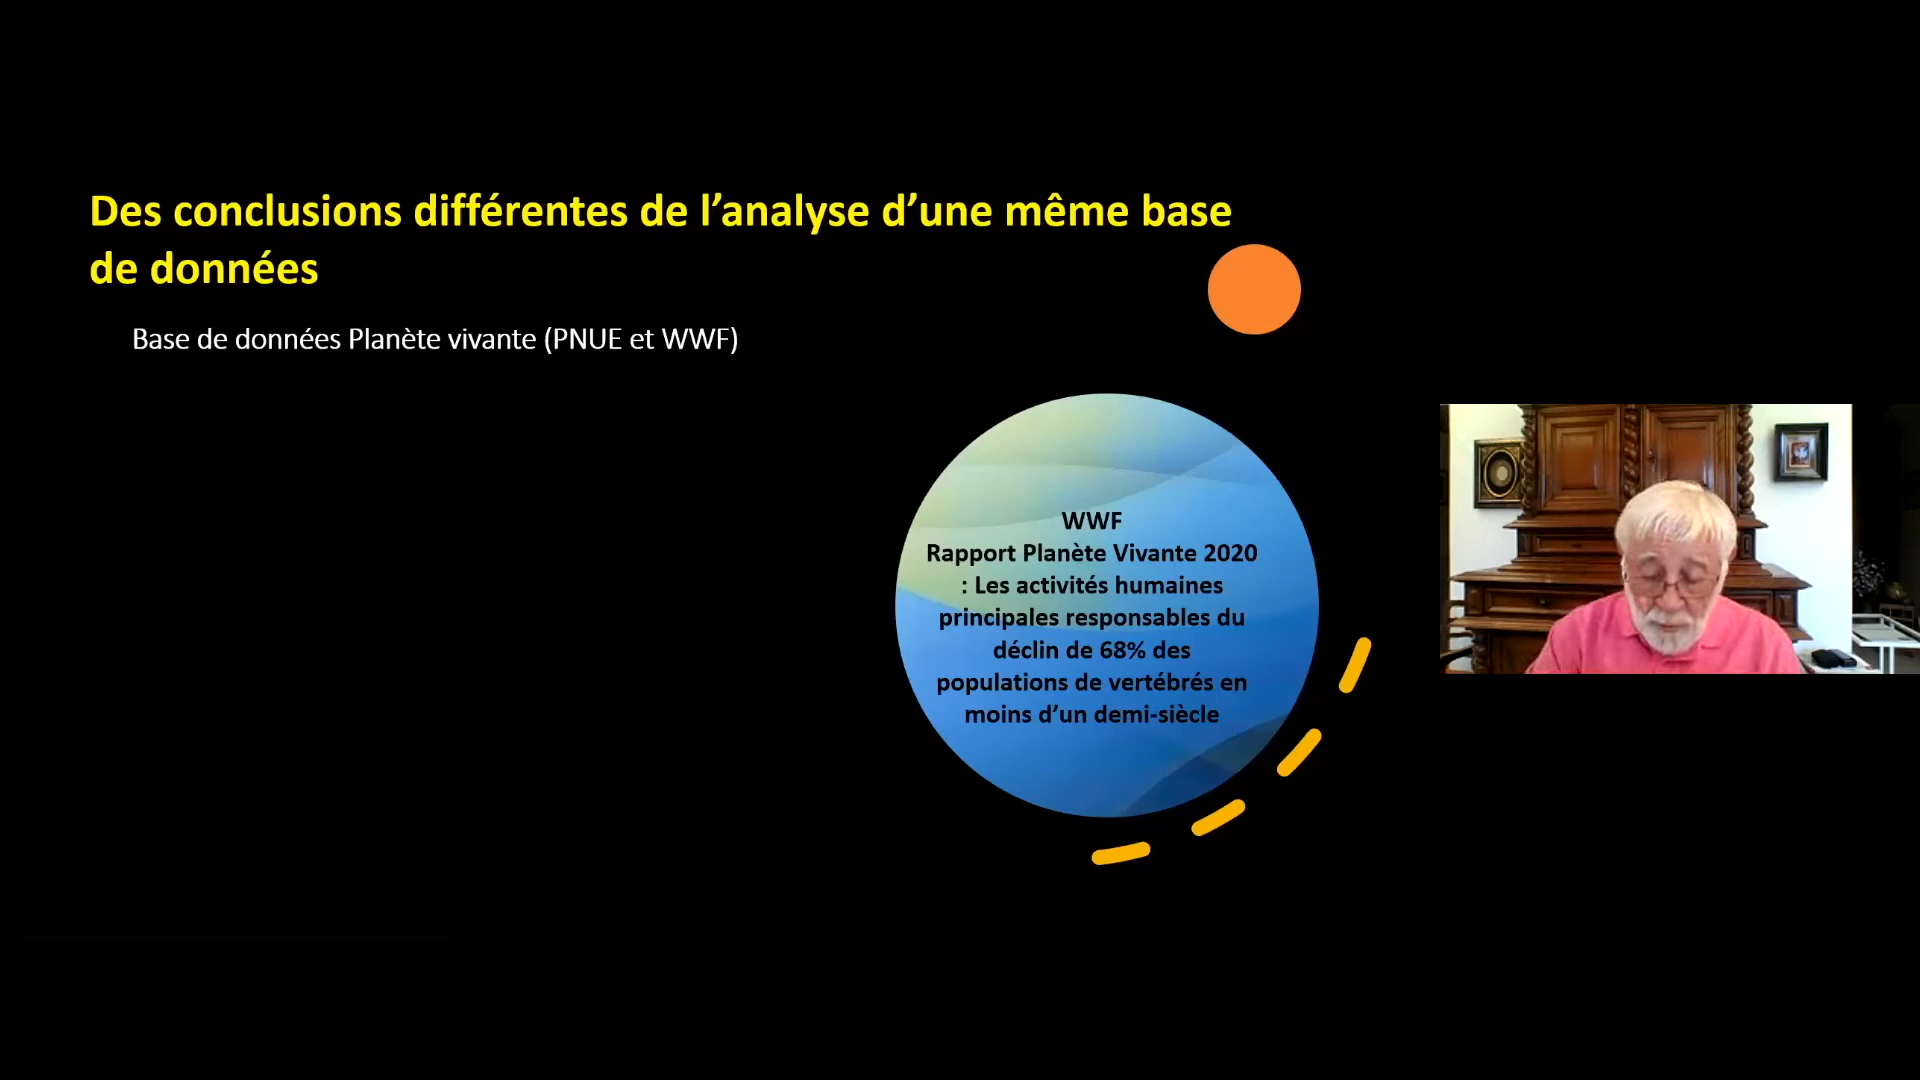 Des conclusions différentes de l’analyse d’une même base
de données
Base de données Planète vivante (PNUE et WWF)
WWF
Rapport Planète Vivante 2020
: Les activités humaines
principales responsables du
déclin de 68% des
populations de vertébrés en
moins d’un demi-siècle